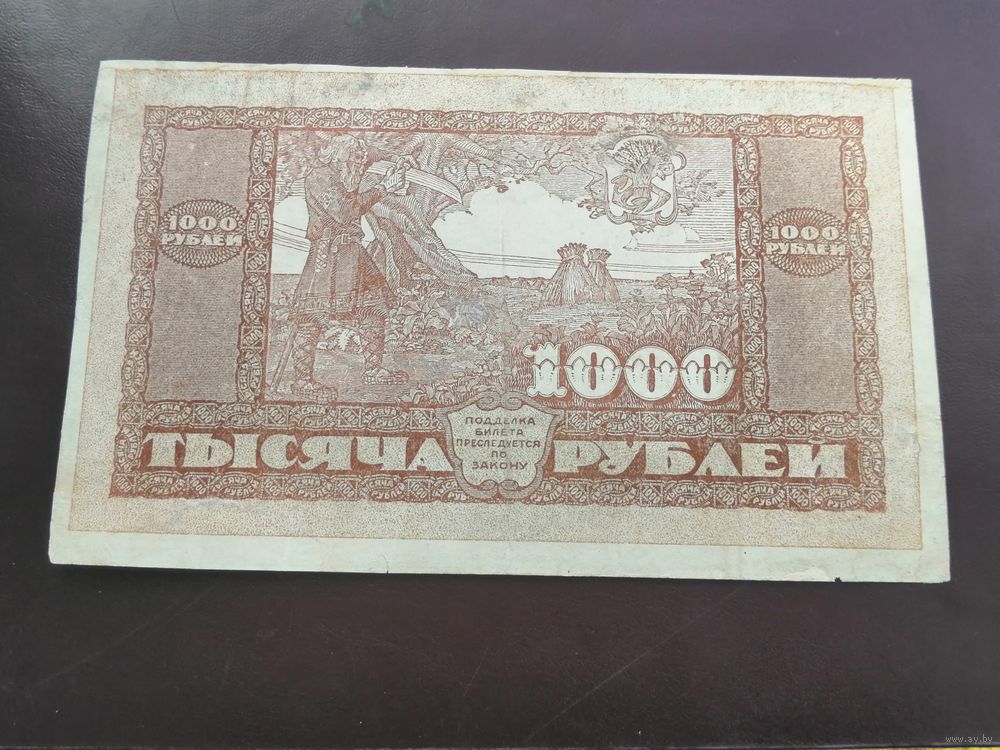 1000
РУБЛЕЙ
1000
РУБЛЕЙ
1000
ТЫСЯЧА
ПОДДЕЛКА
БИЛЕТА
ПРЕСЛЕДУЕТСЯ
ПО
ЗАКОНУ
РУБЛЕЙ
www.ay.by